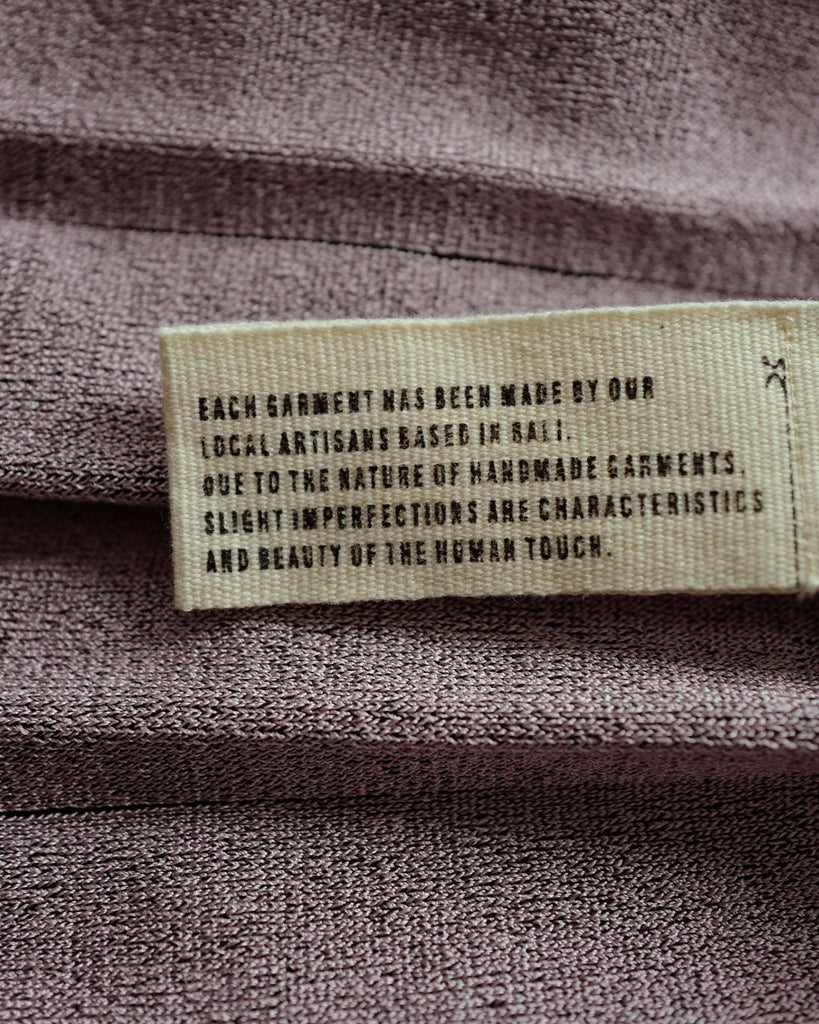 EACH GARMENT HAS BEEN MADE BY OUR
LOCAL ARTISANS BASED IN BALI.
DUE TO THE NATURE OF HANDMADE GARMENTS.
SLIGHT IMPERFECTIONS ARE CHARACTERISTICS
AND BEAUTY OF THE HUMAN TOUCH.